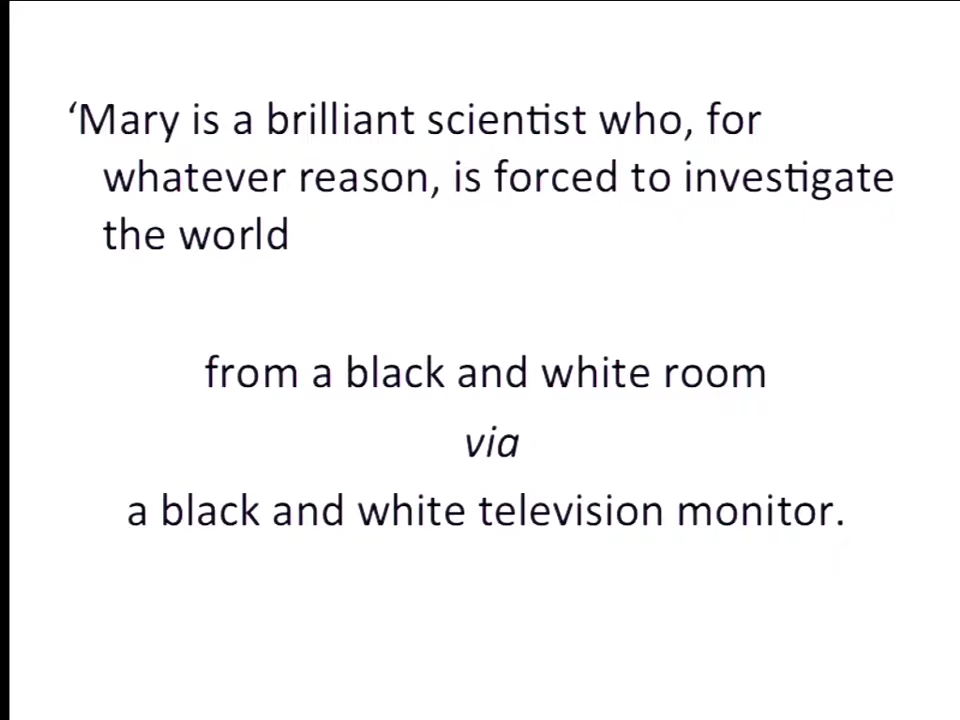 ‘Mary is a brilliant scientist who, for
whatever reason, is forced to investigate
the world
from a black and white room
via
a black and white television monitor.